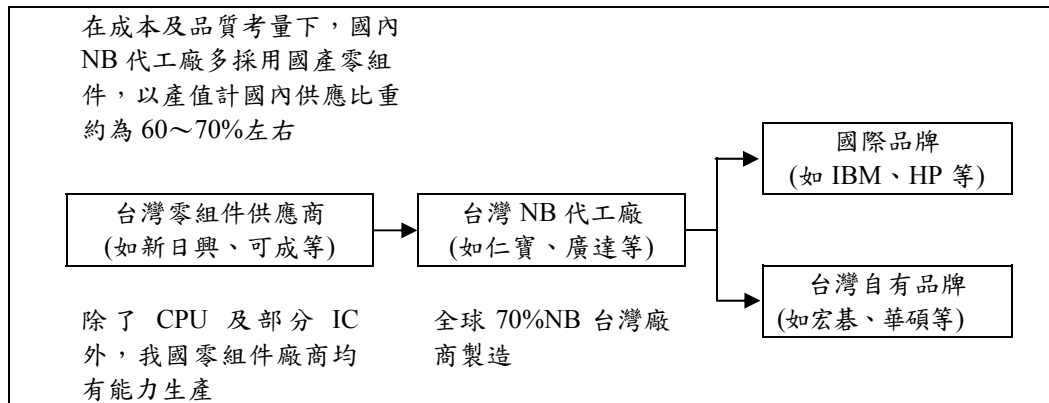 在成本及品質考量下，國內
NB 代工廠多採用國產零組
件，以產值計國內供應比重
約為 60～70%左右
國際品牌
(如 IBM、HP 等)
台灣零組件供應商
(如新日興、可成等)
台灣 NB 代工廠
(如仁寶、廣達等)
台灣自有品牌
(如宏碁、華碩等)
除了 CPU 及部分 IC
外，我國零組件廠商均
有能力生產
全球 70%NB 台灣廠
商製造